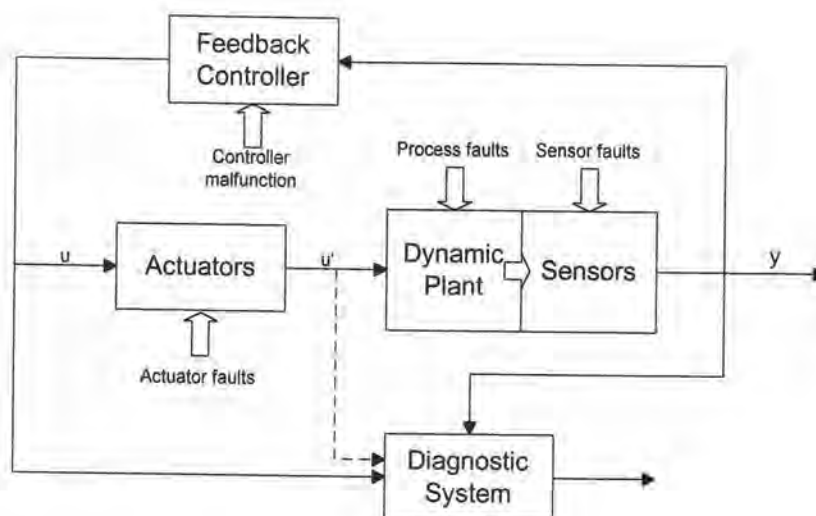 Feedback
Controller
Controller
malfunction
Process faults
Sensor faults
u
Actuators
u'
Dynamic
Plant
Sensors
y
Actuator faults
Diagnostic
System